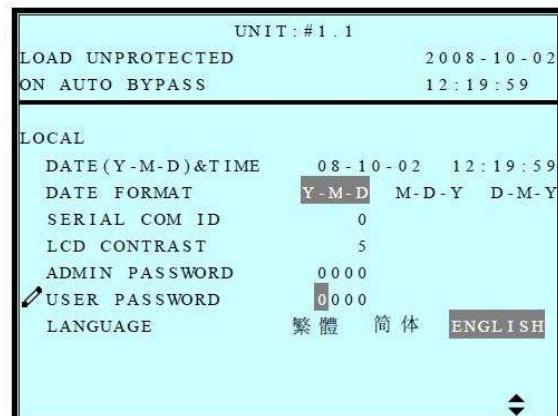 UNIT:#1.1
LOAD UNPROTECTED 2008-10-02
ON AUTO BYPASS 12:19:59
LOCAL
DATE(Y-M-D)&TIME 08-10-02 12:19:59
DATE FORMAT Y-M-D M-D-Y D-M-Y
SERIAL COM ID 0
LCD CONTRAST 5
ADMIN PASSWORD 0000
USER PASSWORD 0000
LANGUAGE 繁體 简体 ENGLISH